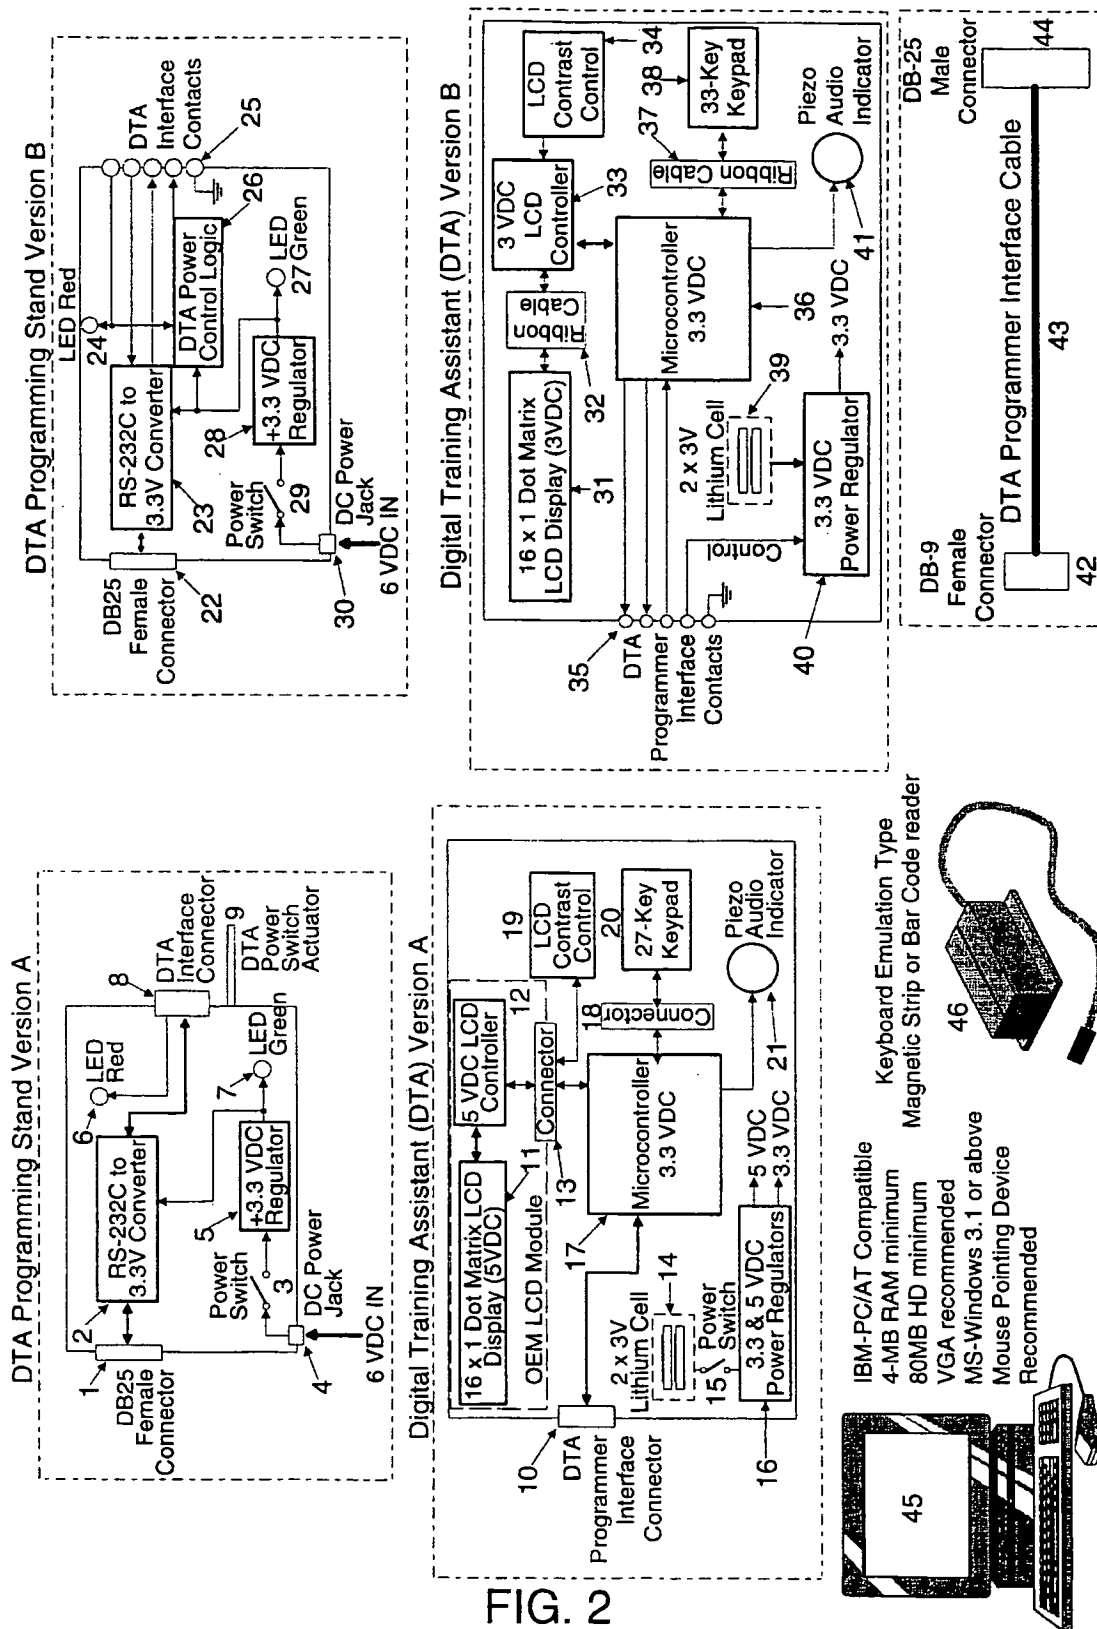 DTA Programming Stand Version A
1
DB25
Female
Connector
2
RS-232C to
3.3V Converter
6
LED
Red
8
DTA
Interface
Connector
9
DTA
Power
Switch
Actuator
7
LED
Green
5
+3.3 VDC
Regulator
Power
Switch
3
4
DC Power
Jack
6 VDC IN
DTA Programming Stand Version B
LED Red
24
DB25
Female
Connector
22
RS-232C to
3.3V Converter
23
DTA
Interface
Contacts
25
DTA Power
Control Logic
26
27
LED
Green
28
+3.3 VDC
Regulator
Power
Switch
29
30
DC Power
Jack
6 VDC IN
Digital Training Assistant (DTA) Version A
16 x 1 Dot Matrix LCD
Display (5VDC)
11
OEM LCD Module
5 VDC LCD
Controller
12
Connector
13
19
LCD
Contrast
Control
20
27-Key
Keypad
18
Connector
Microcontroller
3.3 VDC
17
Piezo
Audio
Indicator
21
10
DTA
Programmer
Interface
Connector
2 x 3V
Lithium Cell
14
15
Power
Switch
3.3 & 5 VDC
Power Regulators
16
5 VDC
3.3 VDC
Digital Training Assistant (DTA) Version B
16 x 1 Dot Matrix
LCD Display (3VDC)
31
Ribbon
Cable
32
3 VDC
LCD
Controller
33
LCD
Contrast
Control
34
38
33-Key
Keypad
37
Ribbon Cable
Microcontroller
3.3 VDC
36
Piezo
Audio
Indicator
41
35
DTA
Programmer
Interface
Contacts
Control
2 x 3V
Lithium Cell
39
3.3 VDC
Power Regulator
40
3.3 VDC
45
IBM-PC/AT Compatible
4-MB RAM minimum
80MB HD minimum
VGA recommended
MS-Windows 3.1 or above
Mouse Pointing Device
Recommended
Keyboard Emulation Type
Magnetic Strip or Bar Code reader
46
DB-9
Female
Connector
42
DTA Programmer Interface Cable
43
DB-25
Male
Connector
44
FIG. 2